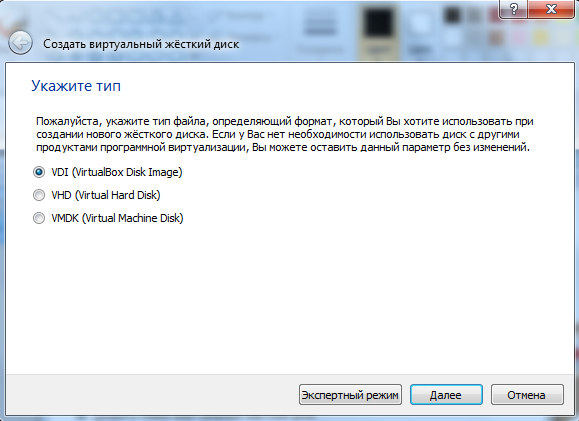 Создать виртуальный жёсткий диск
Укажите тип
Пожалуйста, укажите тип файла, определяющий формат, который Вы хотите использовать при
создании нового жёсткого диска. Если у Вас нет необходимости использовать диск с другими
продуктами программной виртуализации, Вы можете оставить данный параметр без изменений.
VDI (VirtualBox Disk Image)
VHD (Virtual Hard Disk)
VMDK (Virtual Machine Disk)
Экспертный режим Далее Отмена